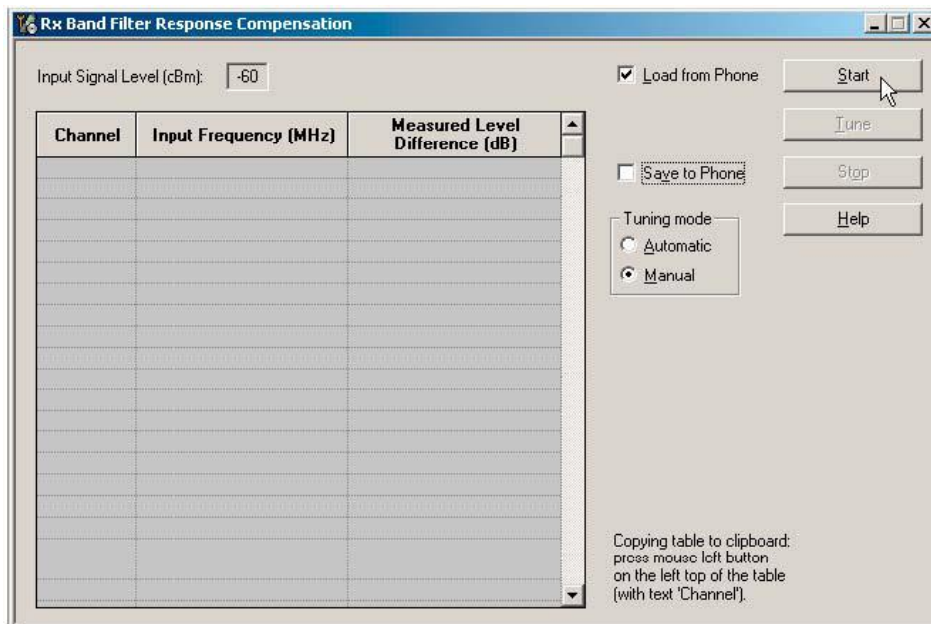 Rx Band Filter Response Compensation
Input Signal Level (cBm): -60
Load from Phone
Start
Channel Input Frequency (MHz) Measured Level Difference (dB)
Tune
Save to Phone
Stop
Tuning mode
Help
Automatic
Manual
Copying table to clipboard:
press mouse left button
on the left top of the table
(with text 'Channel').